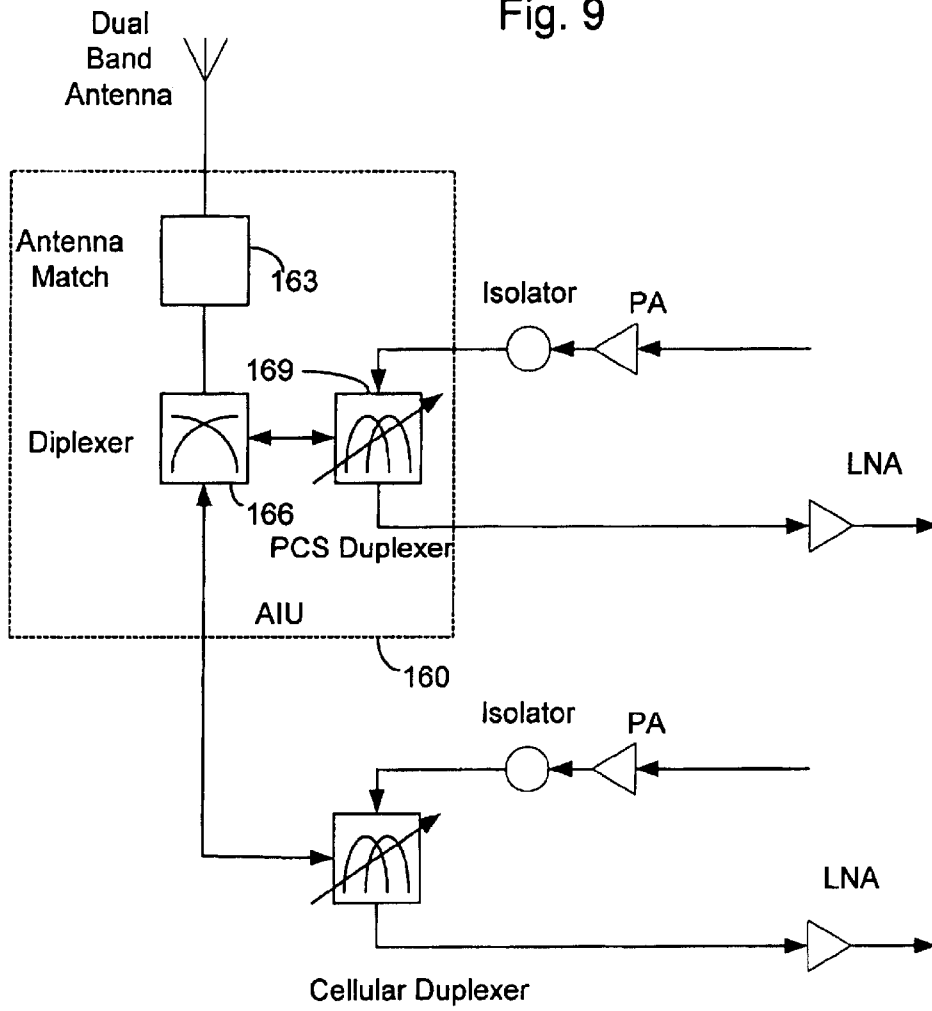 Fig. 9
Dual
Band
Antenna
Antenna
Match
163
Isolator
PA
169
Diplexer
166
LNA
PCS Duplexer
AIU
160
Isolator
PA
LNA
Cellular Duplexer